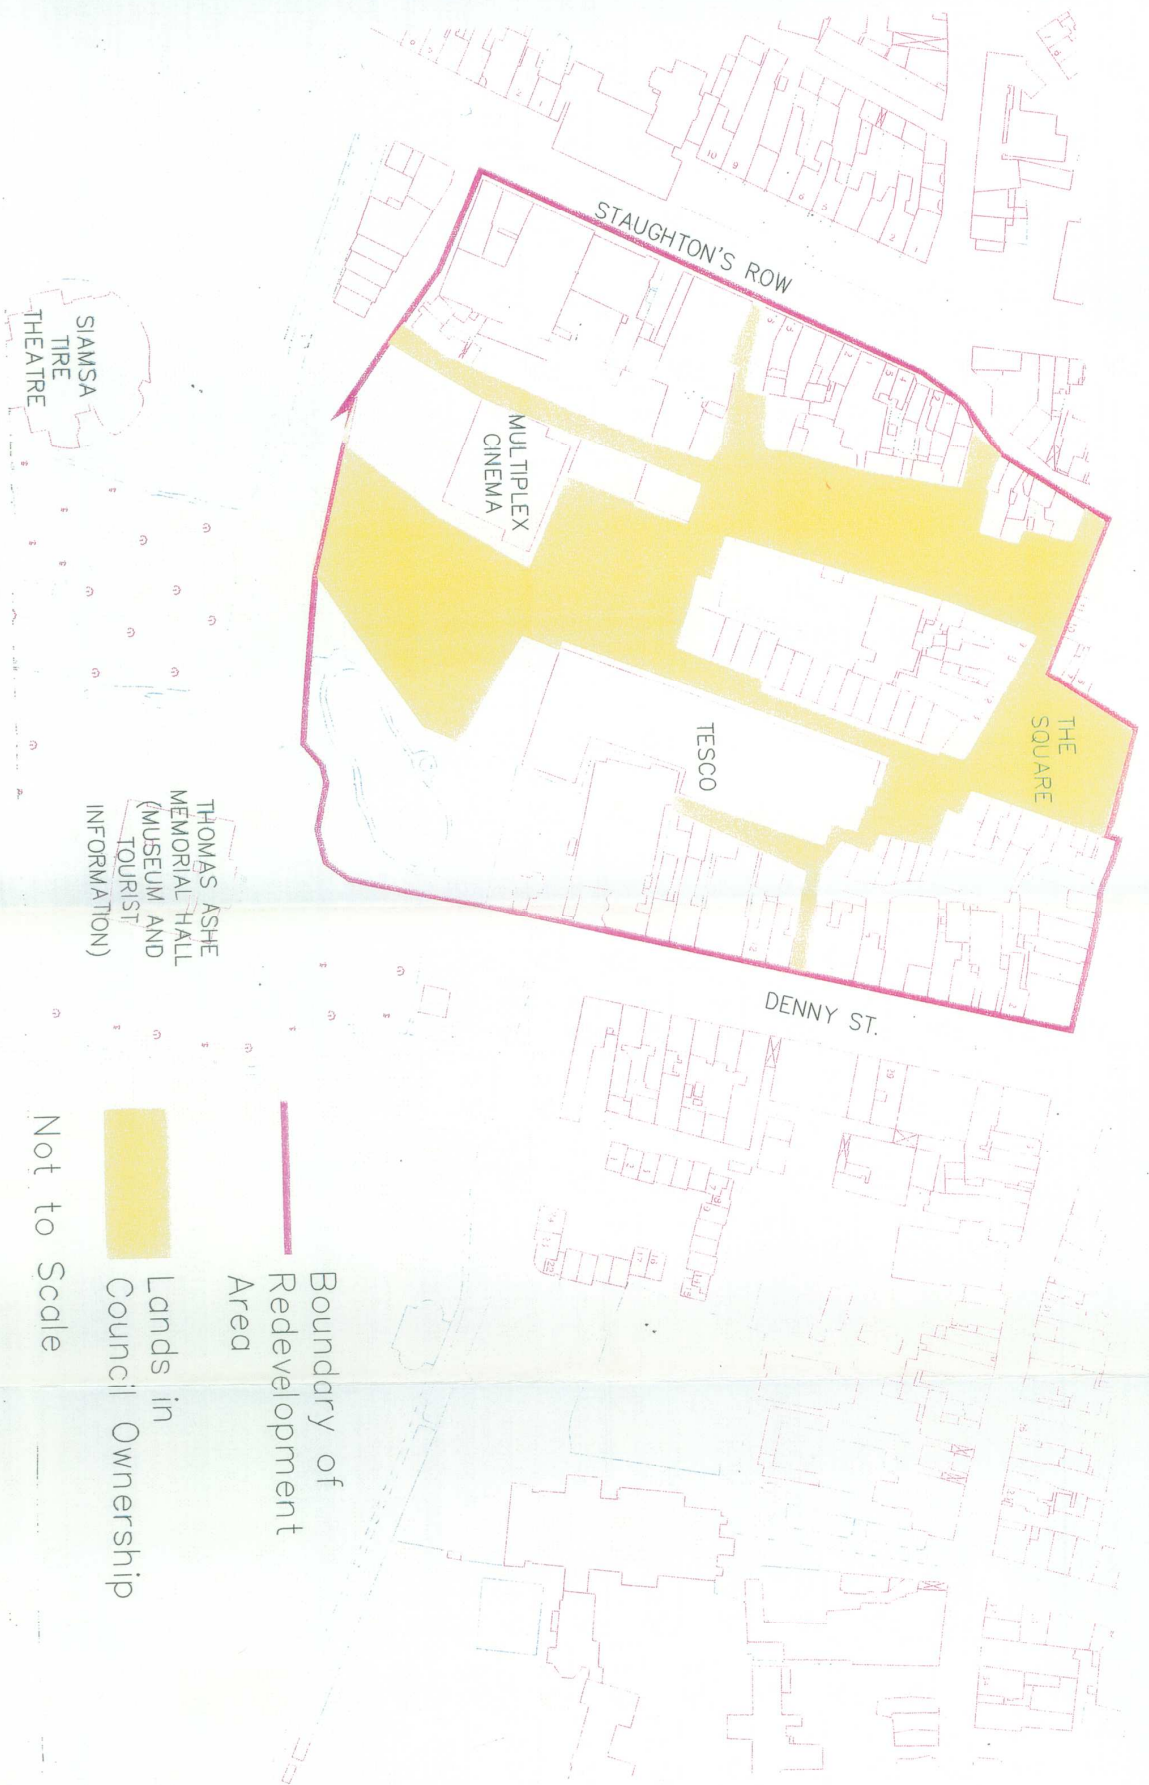 STAUGHTON'S ROW
THE
SQUARE
DENNY ST.
TESCO
MULTIPLEX
CINEMA
SIAMSA
TIRE
THEATRE
THOMAS ASHE
MEMORIAL HALL
(MUSEUM AND
TOURIST
INFORMATION)
Boundary of
Redevelopment
Area
Lands in
Council Ownership
Not to Scale